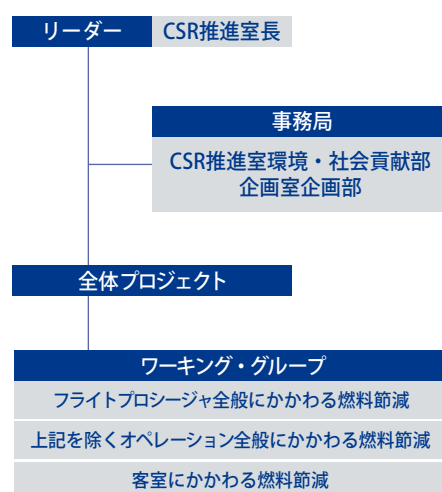 リーダー CSR推進室長
事務局
CSR推進室環境・社会貢献部
企画室企画部
全体プロジェクト
ワーキング・グループ
フライトプロシージャ全般にかかわる燃料節減
上記を除くオペレーション全般にかかわる燃料節減
客室にかかわる燃料節減